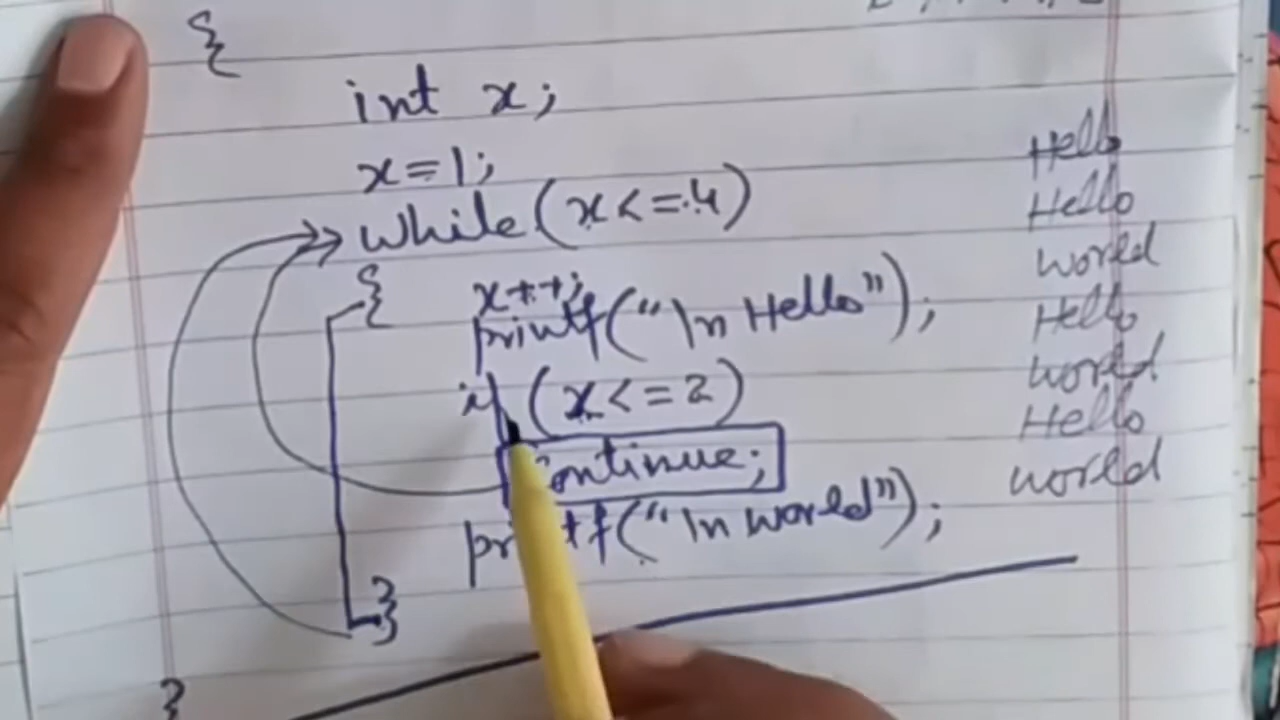 {
int x;
x=1;
while(x<=4)
{
x++;
printf("\n Hello");
if (x<=2)
continue;
printf("\n world");
}
}
Hello
Hello
world
Hello
world
Hello
world